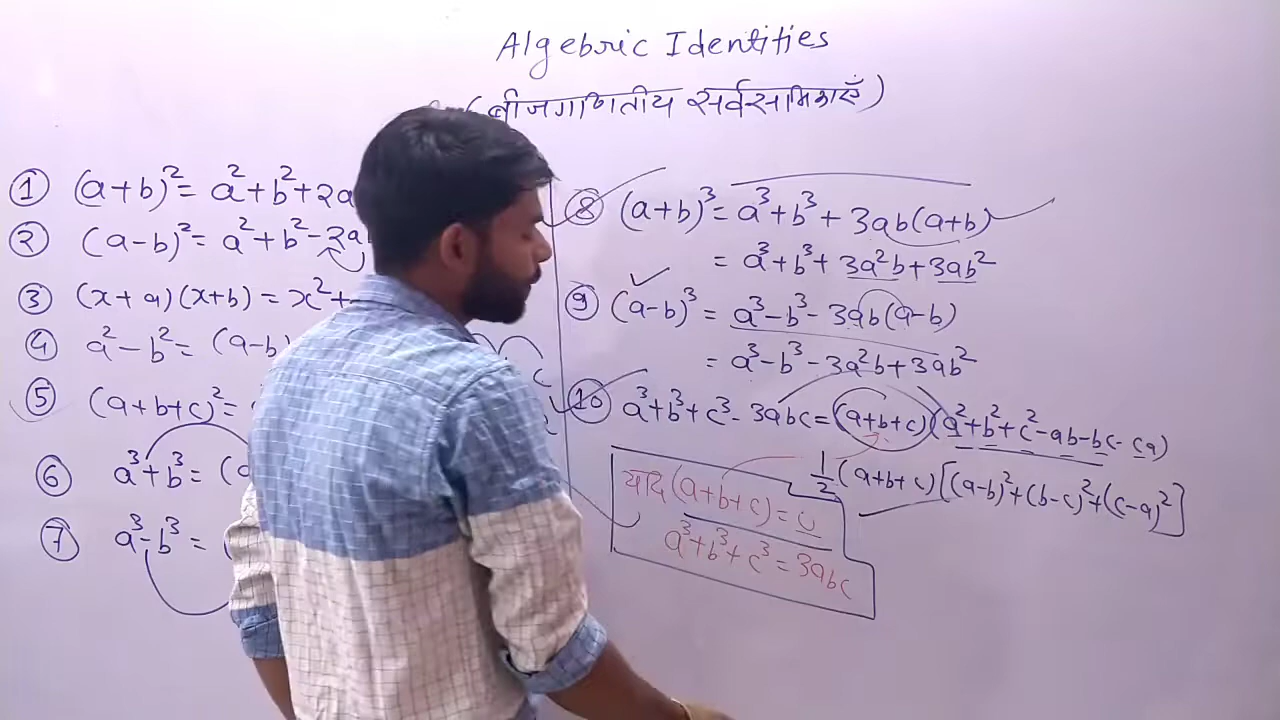 Algebric Identities
(बीजगणितीय सर्वसामिकाएँ)
① (a+b)²= a²+b²+2a
② (a-b)²= a²+b²-2a
③ (x+a)(x+b) = x²+
④ a²-b²= (a-b)
⑤ (a+b+c)²=
⑥ a³+b³= (
⑦ a³-b³= (
⑧ (a+b)³= a³+b³+3ab(a+b)
= a³+b³+3a²b+3ab²
⑨ (a-b)³= a³-b³-3ab(a-b)
= a³-b³-3a²b+3ab²
⑩ a³+b³+c³-3abc=(a+b+c)(a²+b²+c²-ab-bc-ca)
1/2(a+b+c)[(a-b)²+(b-c)²+(c-a)²]
यदि (a+b+c)=0
a³+b³+c³=3abc